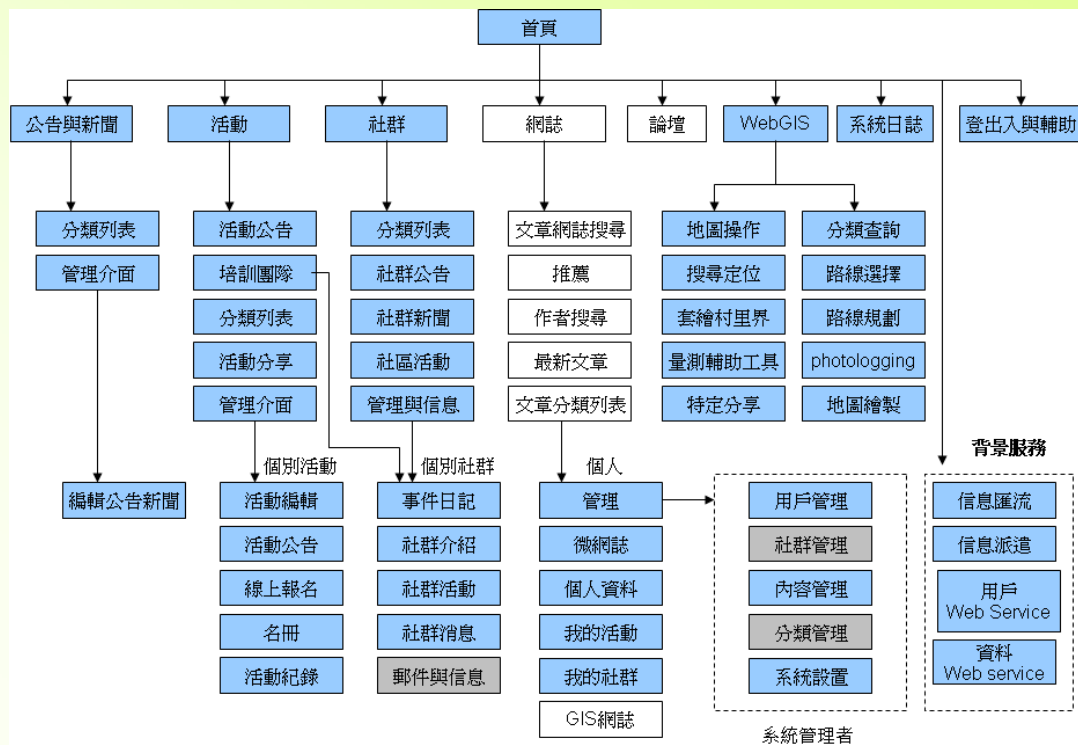 首頁
公告與新聞
活動
社群
網誌
論壇
WebGIS
系統日誌
登出入與輔助
分類列表
管理介面
編輯公告新聞
活動公告
培訓團隊
分類列表
活動分享
管理介面
個別活動
活動編輯
活動公告
線上報名
名冊
活動紀錄
分類列表
社群公告
社群新聞
社區活動
管理與信息
個別社群
事件日記
社群介紹
社群活動
社群消息
郵件與信息
文章網誌搜尋
推薦
作者搜尋
最新文章
文章分類列表
個人
管理
微網誌
個人資料
我的活動
我的社群
GIS網誌
地圖操作
搜尋定位
套繪村里界
量測輔助工具
特定分享
分類查詢
路線選擇
路線規劃
photologging
地圖繪製
用戶管理
社群管理
內容管理
分類管理
系統設置
系統管理者
背景服務
信息匯流
信息派遣
用戶
Web Service
資料
Web service